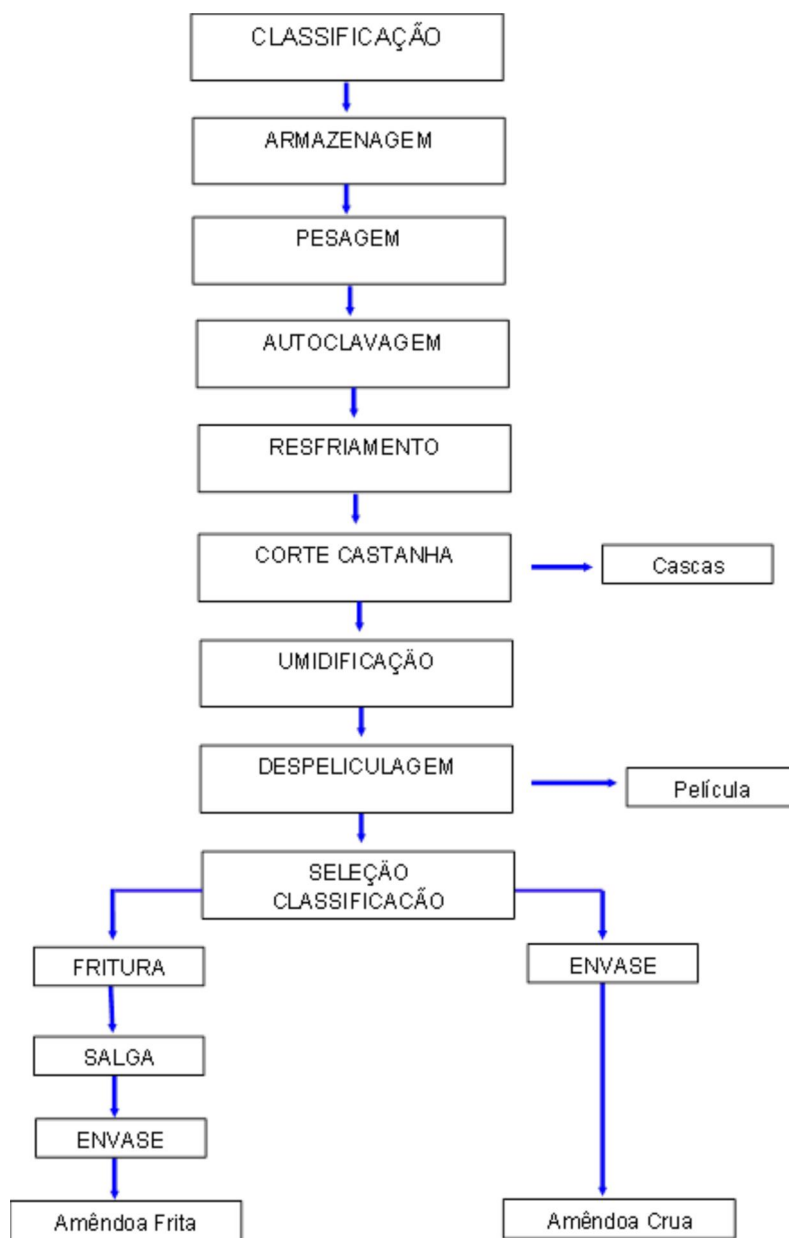 CLASSIFICAÇÃO
ARMAZENAGEM
PESAGEM
AUTOCLAVAGEM
RESFRIAMENTO
CORTE CASTANHA
Cascas
UMIDIFICAÇÃO
DESPELICULAGEM
Película
SELEÇÃO
CLASSIFICACÃO
FRITURA
ENVASE
SALGA
ENVASE
Amêndoa Frita
Amêndoa Crua